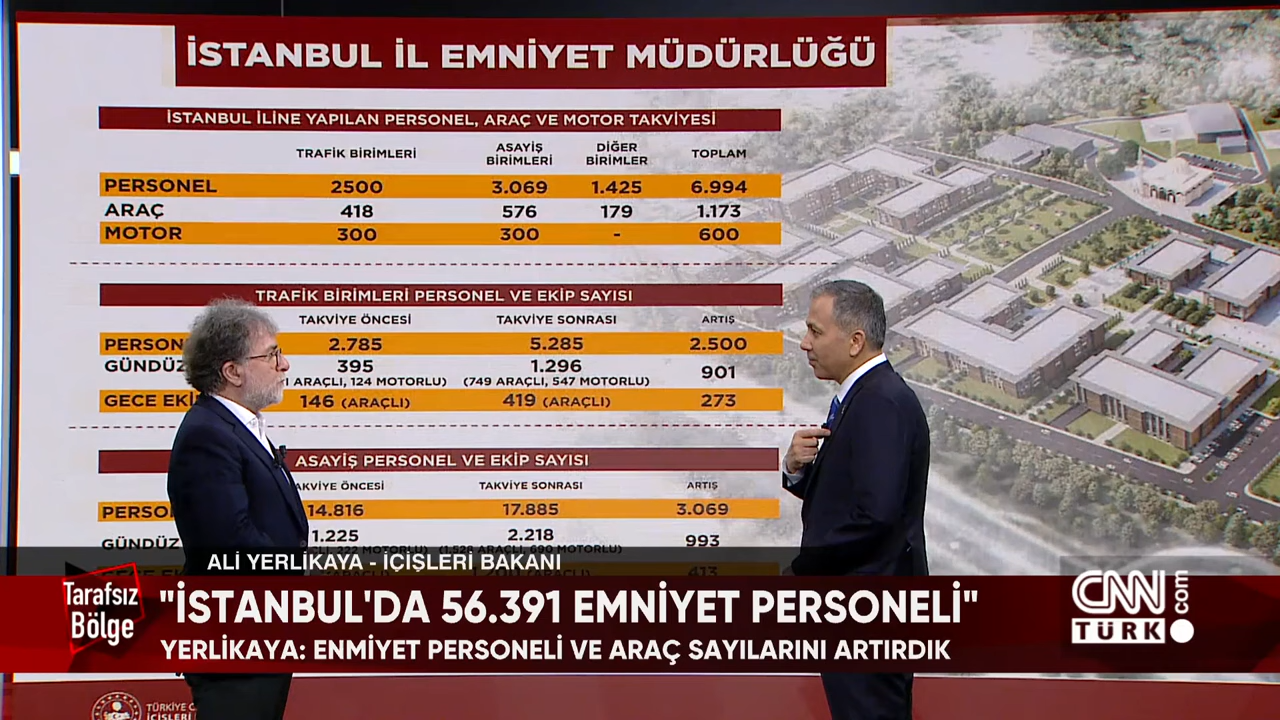 İSTANBUL İL EMNİYET MÜDÜRLÜĞÜ
İSTANBUL İLİNE YAPILAN PERSONEL, ARAÇ VE MOTOR TAKVİYESİ
TRAFİK BİRİMLERİ ASAYİŞ BİRİMLERİ DİĞER BİRİMLER TOPLAM
PERSONEL 2500 3.069 1.425 6.994
ARAÇ 418 576 179 1.173
MOTOR 300 300 - 600
TRAFİK BİRİMLERİ PERSONEL VE EKİP SAYISI
TAKVİYE ÖNCESİ TAKVİYE SONRASI ARTIŞ
2.785 5.285 2.500
GÜNDÜZ 395 1.296 901
ARAÇLI, 124 MOTORLU) (749 ARAÇLI, 547 MOTORLU)
GECE 146 (ARAÇLI) 419 (ARAÇLI) 273
ASAYİŞ PERSONEL VE EKİP SAYISI
ÖNCESİ TAKVİYE SONRASI ARTIŞ
14.816 17.885 3.069
GÜNDÜZ 1.225 2.218 993
ALİ YERLİKAYA - İÇİŞLERİ BAKANI
Tarafsız
Bölge
"İSTANBUL'DA 56.391 EMNİYET PERSONELİ"
YERLİKAYA: ENMİYET PERSONELİ VE ARAÇ SAYILARINI ARTIRDIK
CNN
TÜRK
.com
TÜRKİYE
İÇİŞLERİ